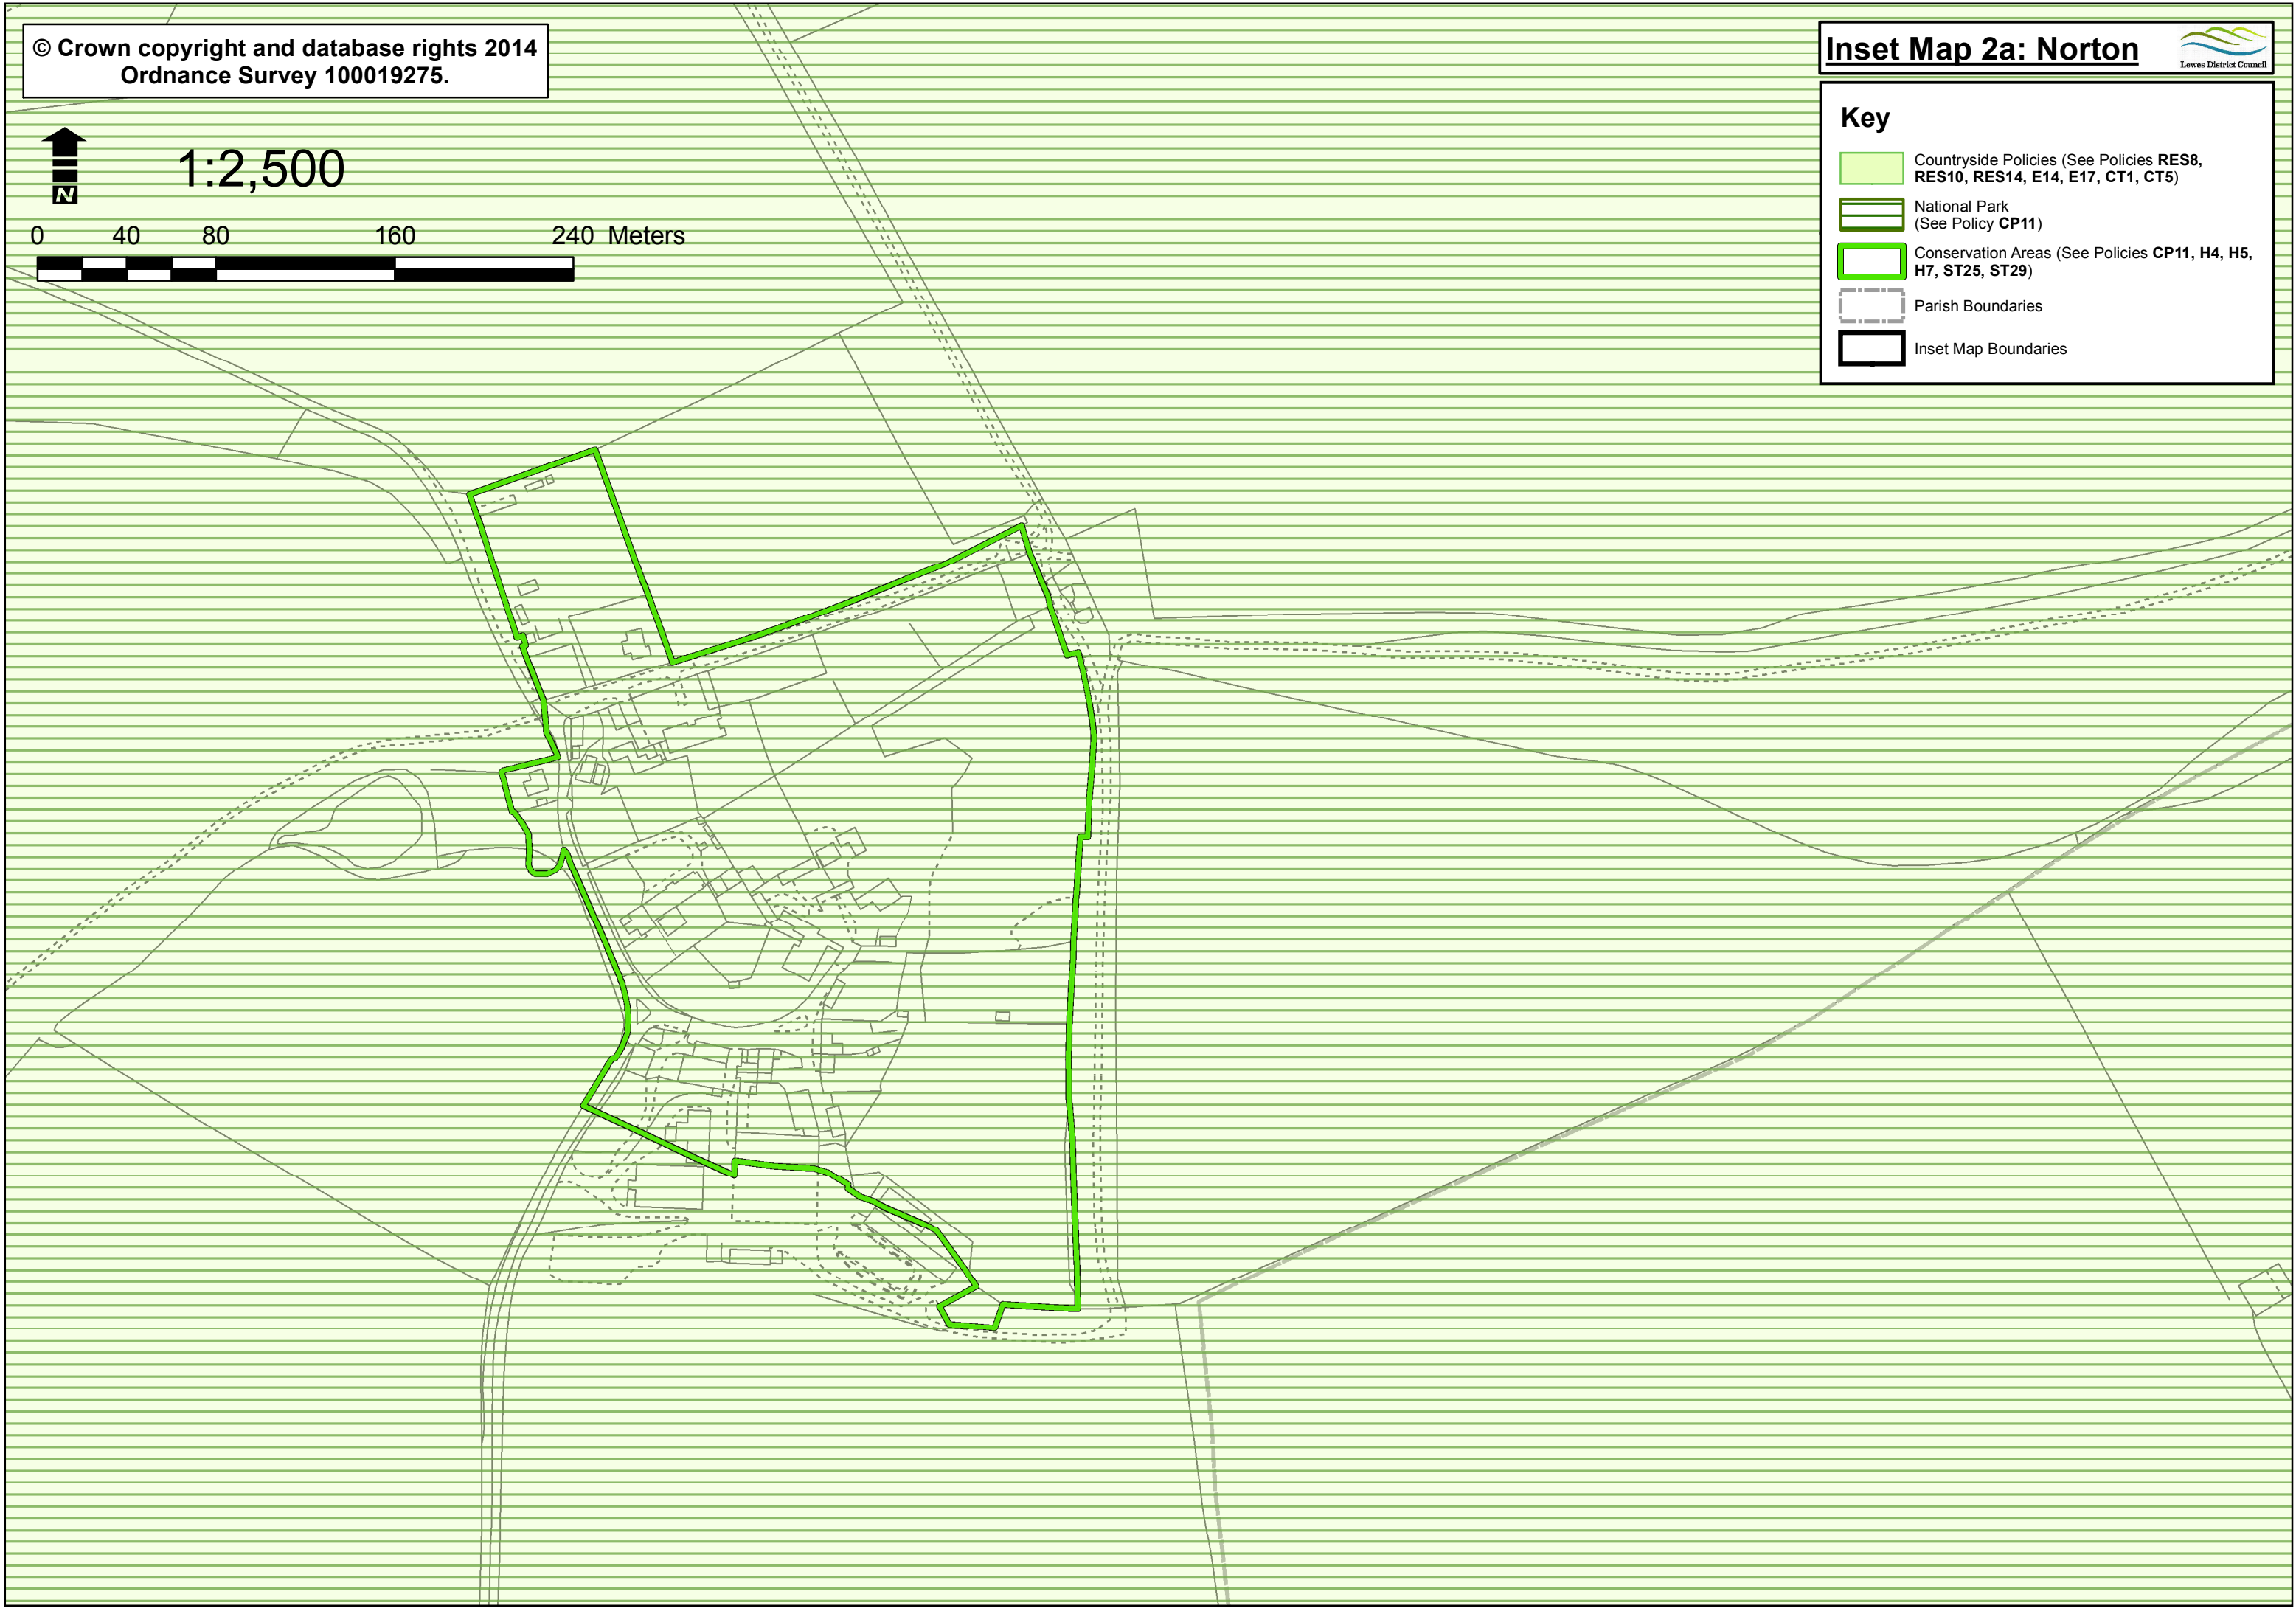 © Crown copyright and database rights 2014
Ordnance Survey 100019275.
N
1:2,500
0 40 80 160 240 Meters
Inset Map 2a: Norton
Lewes District Council
Key
Countryside Policies (See Policies RES8,
RES10, RES14, E14, E17, CT1, CT5)
National Park
(See Policy CP11)
Conservation Areas (See Policies CP11, H4, H5,
H7, ST25, ST29)
Parish Boundaries
Inset Map Boundaries